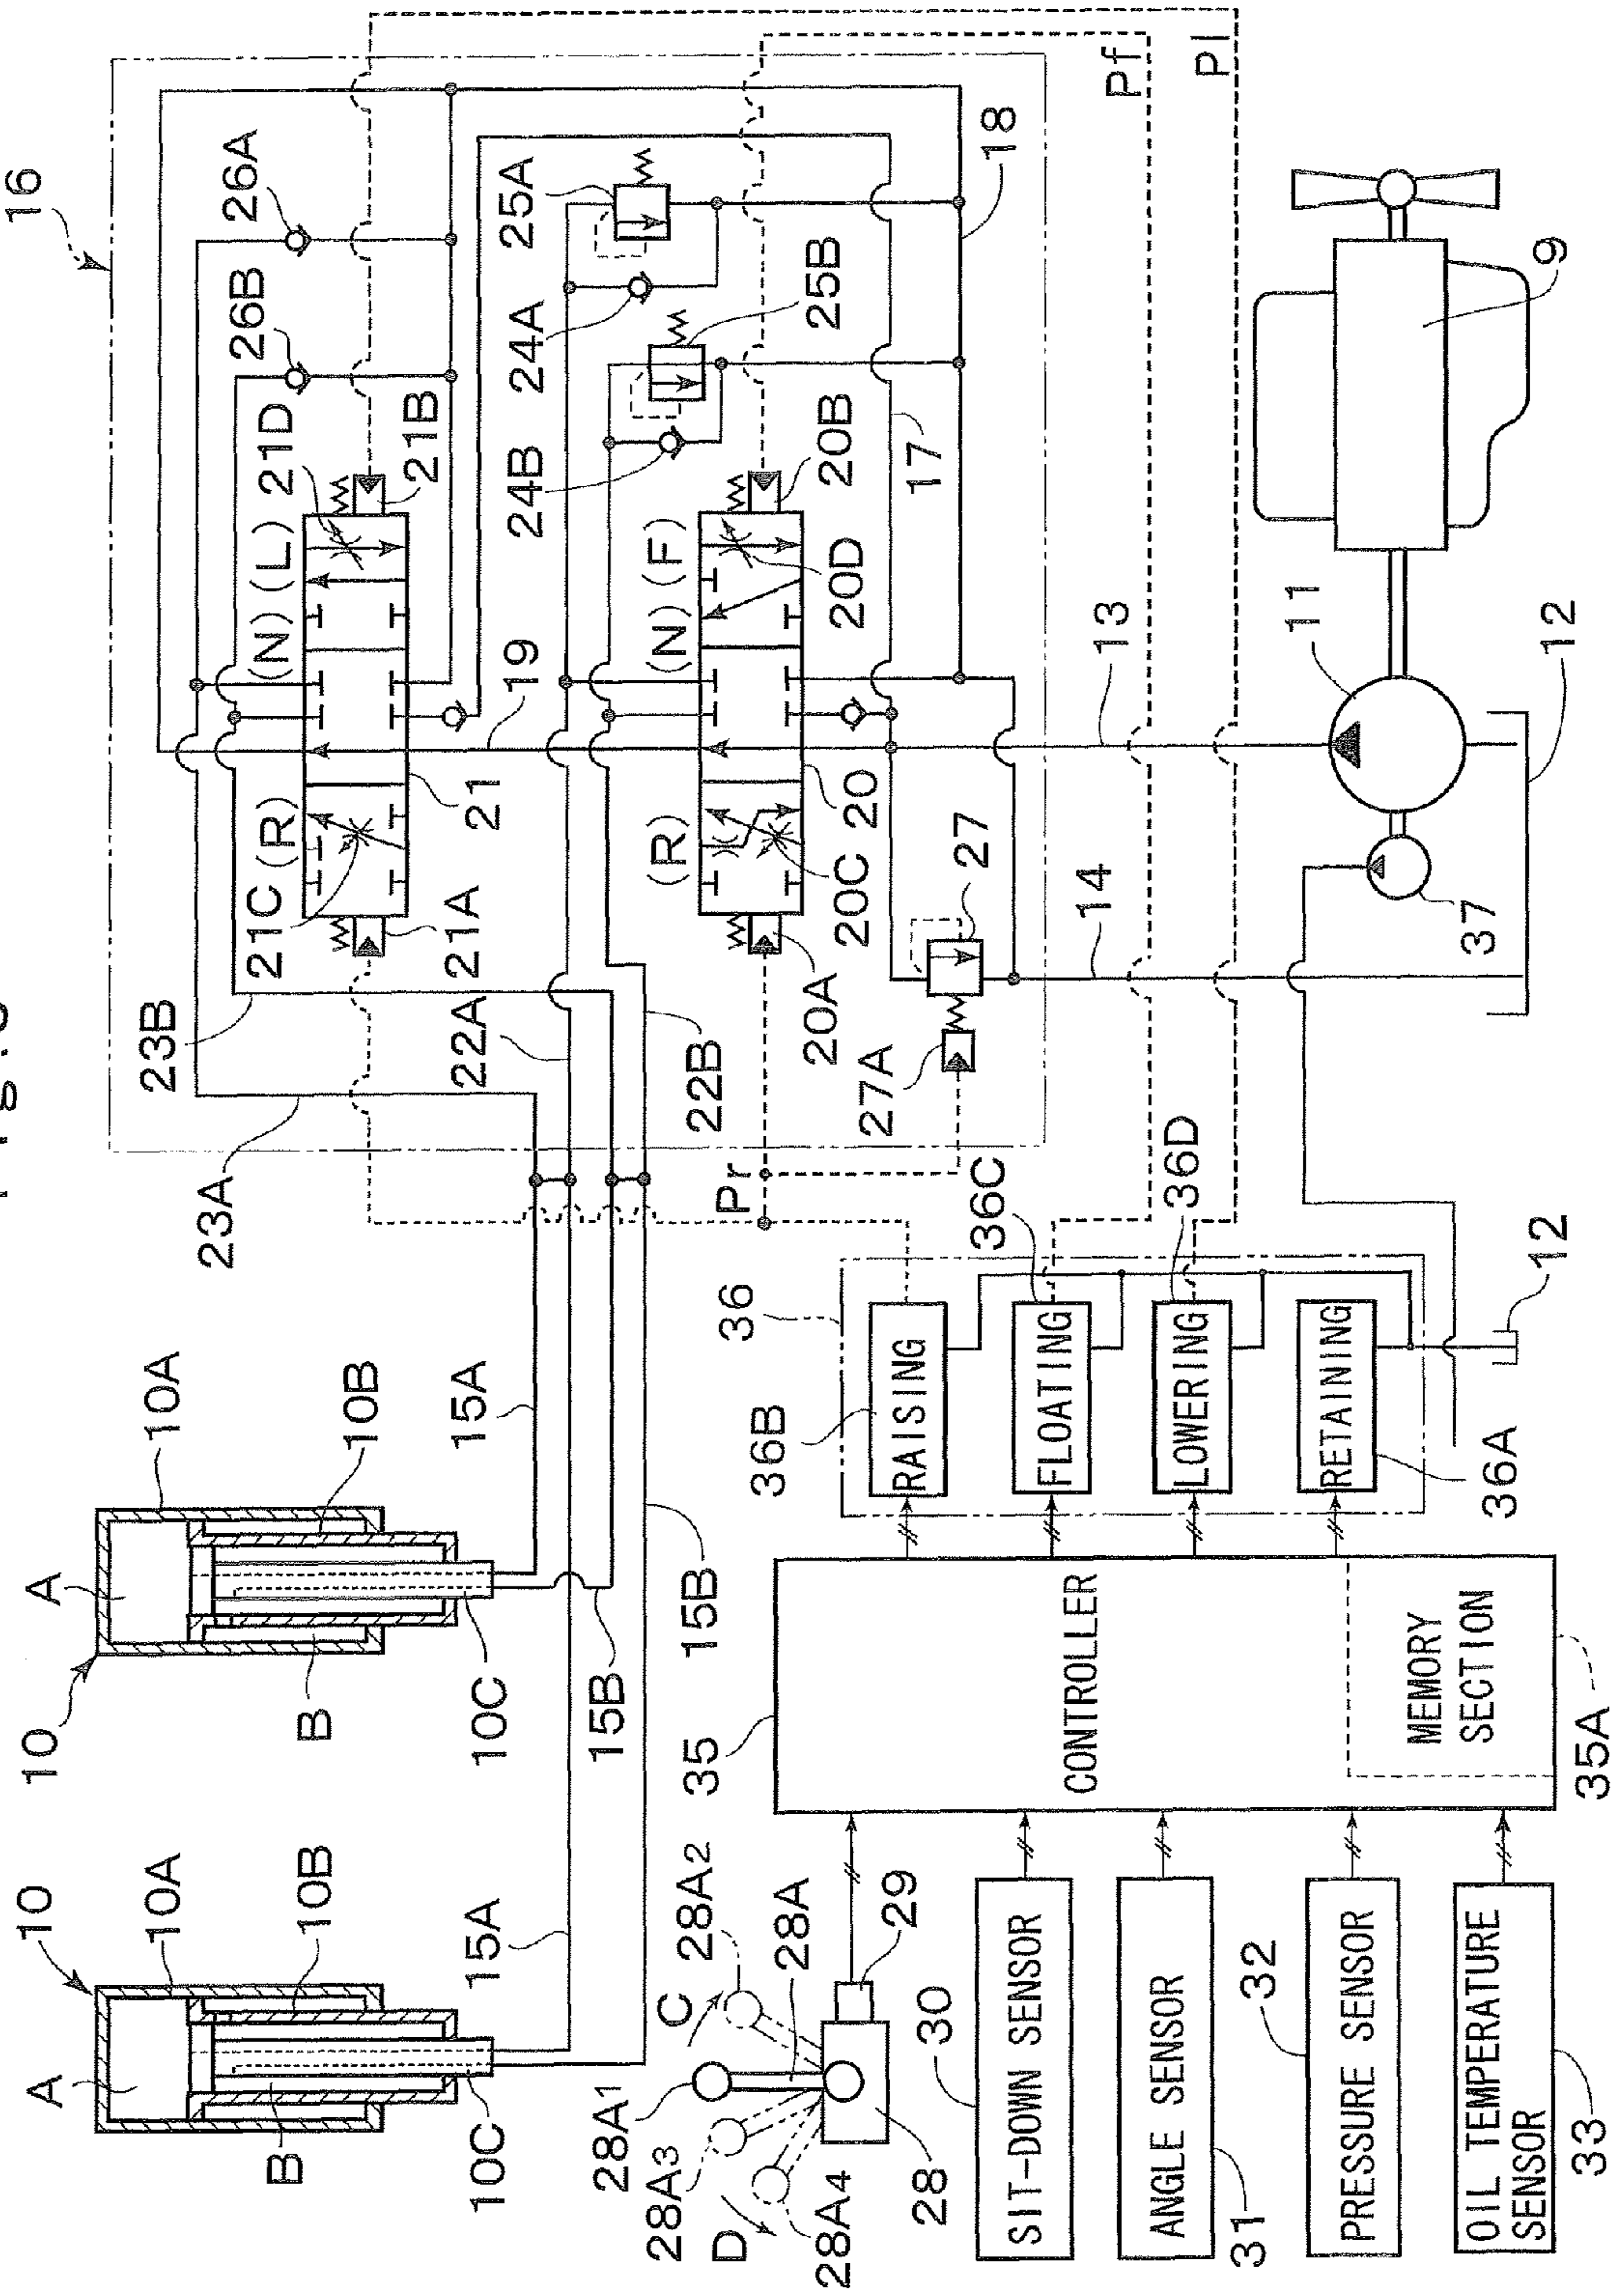 16
10
10
A
10A
10B
B
10C
15A
A
10A
10B
B
10C
15A
15B
15B
23A
23B
22A
22B
21C
(R)
(N)
(L)
21D
26B
26A
21A
21
19
21B
24B
24A
25A
25B
(R)
(N)
(F)
20A
20C
20
20D
20B
17
18
27A
27
14
13
Pr
Pf
Pl
11
9
12
37
12
36
36B
36C
36D
36A
RAISING
FLOATING
LOWERING
RETAINING
35
CONTROLLER
MEMORY
SECTION
35A
28A1
28A2
28A3
28A4
C
D
28A
28
29
30
SIT-DOWN SENSOR
31
ANGLE SENSOR
32
PRESSURE SENSOR
33
OIL TEMPERATURE
SENSOR